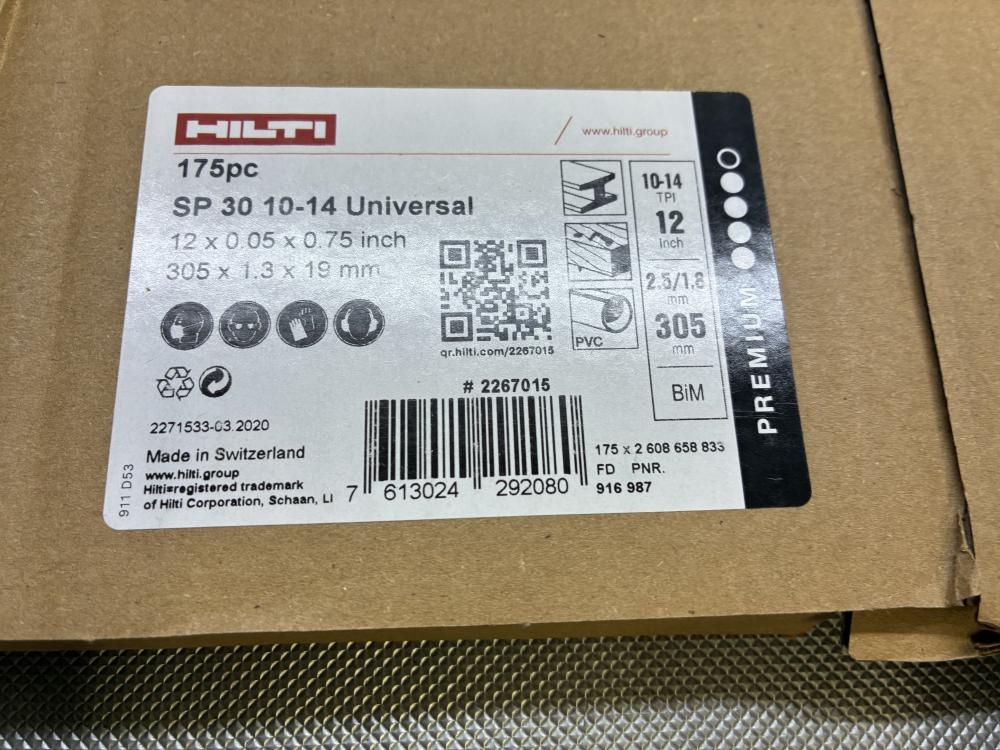 HILTI
www.hilti.group
175pc
SP 30 10-14 Universal
12 x 0.05 x 0.75 inch
305 x 1.3 x 19 mm
qr.hilti.com/2267015
PVC
10-14
TPI
12
inch
2.5/1.8
mm
305
mm
BiM
PREMIUM
# 2267015
2271533-03.2020
Made in Switzerland
www.hilti.group
Hilti=registered trademark
of Hilti Corporation, Schaan, LI
911 D53
7 613024 292080
175 x 2 608 658 833
FD PNR.
916 987